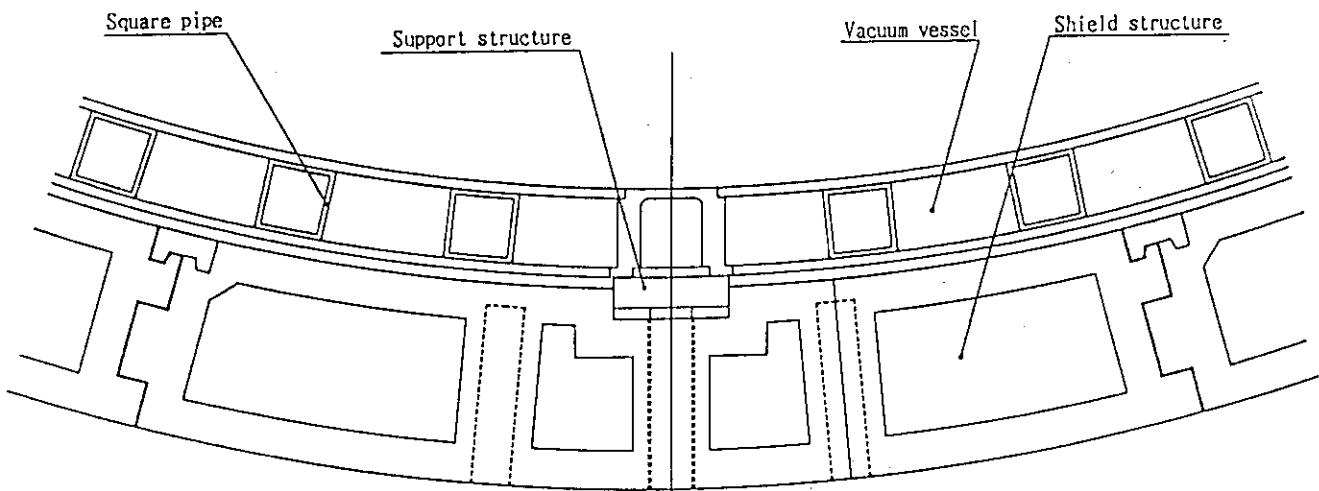 Square pipe
Support structure
Vacuum vessel
Shield structure